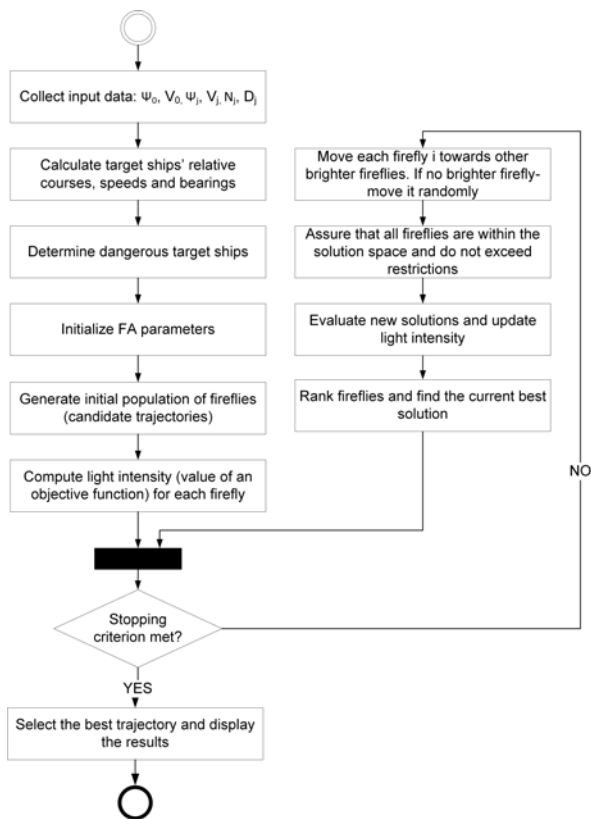 Collect input data: Ψ₀, V₀, Ψⱼ, Vⱼ, Nⱼ, Dⱼ
Calculate target ships' relative
courses, speeds and bearings
Determine dangerous target ships
Initialize FA parameters
Generate initial population of fireflies
(candidate trajectories)
Compute light intensity (value of an
objective function) for each firefly
Stopping
criterion met?
YES
Select the best trajectory and display
the results
Move each firefly i towards other
brighter fireflies. If no brighter firefly-
move it randomly
Assure that all fireflies are within the
solution space and do not exceed
restrictions
Evaluate new solutions and update
light intensity
Rank fireflies and find the current best
solution
NO